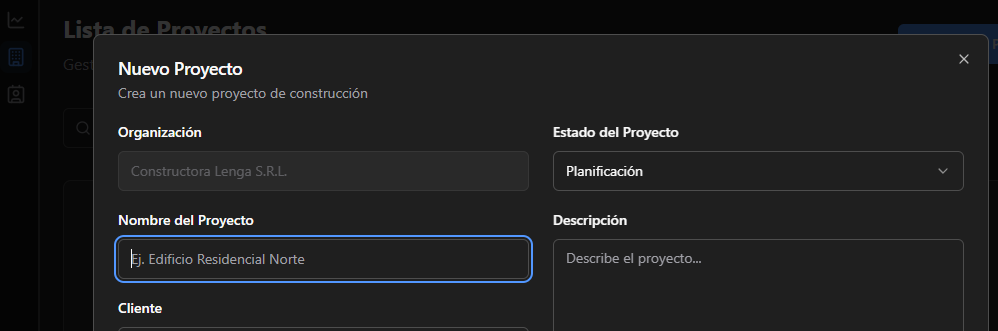 Lista de Proyectos
Gest
Nuevo Proyecto
Crea un nuevo proyecto de construcción
Organización
Constructora Lenga S.R.L.
Estado del Proyecto
Planificación
Nombre del Proyecto
Ej. Edificio Residencial Norte
Descripción
Describe el proyecto...
Cliente